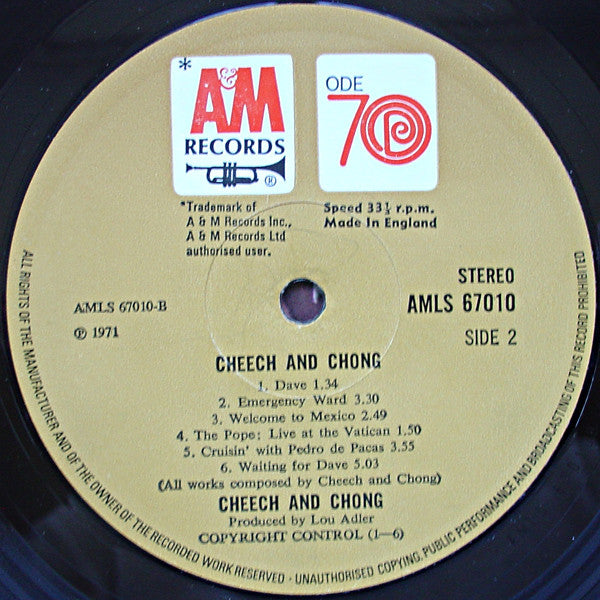 *
A&M
RECORDS
®
ODE
70
*Trademark of
A & M Records Inc.,
A & M Records Ltd
authorised user.
Speed 33⅓ r.p.m.
Made In England
STEREO
AMLS 67010
SIDE 2
AMLS 67010-B
℗ 1971
CHEECH AND CHONG
1. Dave 1.34
2. Emergency Ward 3.30
3. Welcome to Mexico 2.49
4. The Pope: Live at the Vatican 1.50
5. Cruisin' with Pedro de Pacas 3.55
6. Waiting for Dave 5.03
(All works composed by Cheech and Chong)
CHEECH AND CHONG
Produced by Lou Adler
COPYRIGHT CONTROL (1—6)
ALL RIGHTS OF THE MANUFACTURER AND OF THE OWNER OF THE RECORDED WORK RESERVED - UNAUTHORISED COPYING, PUBLIC PERFORMANCE AND BROADCASTING OF THIS RECORD PROHIBITED